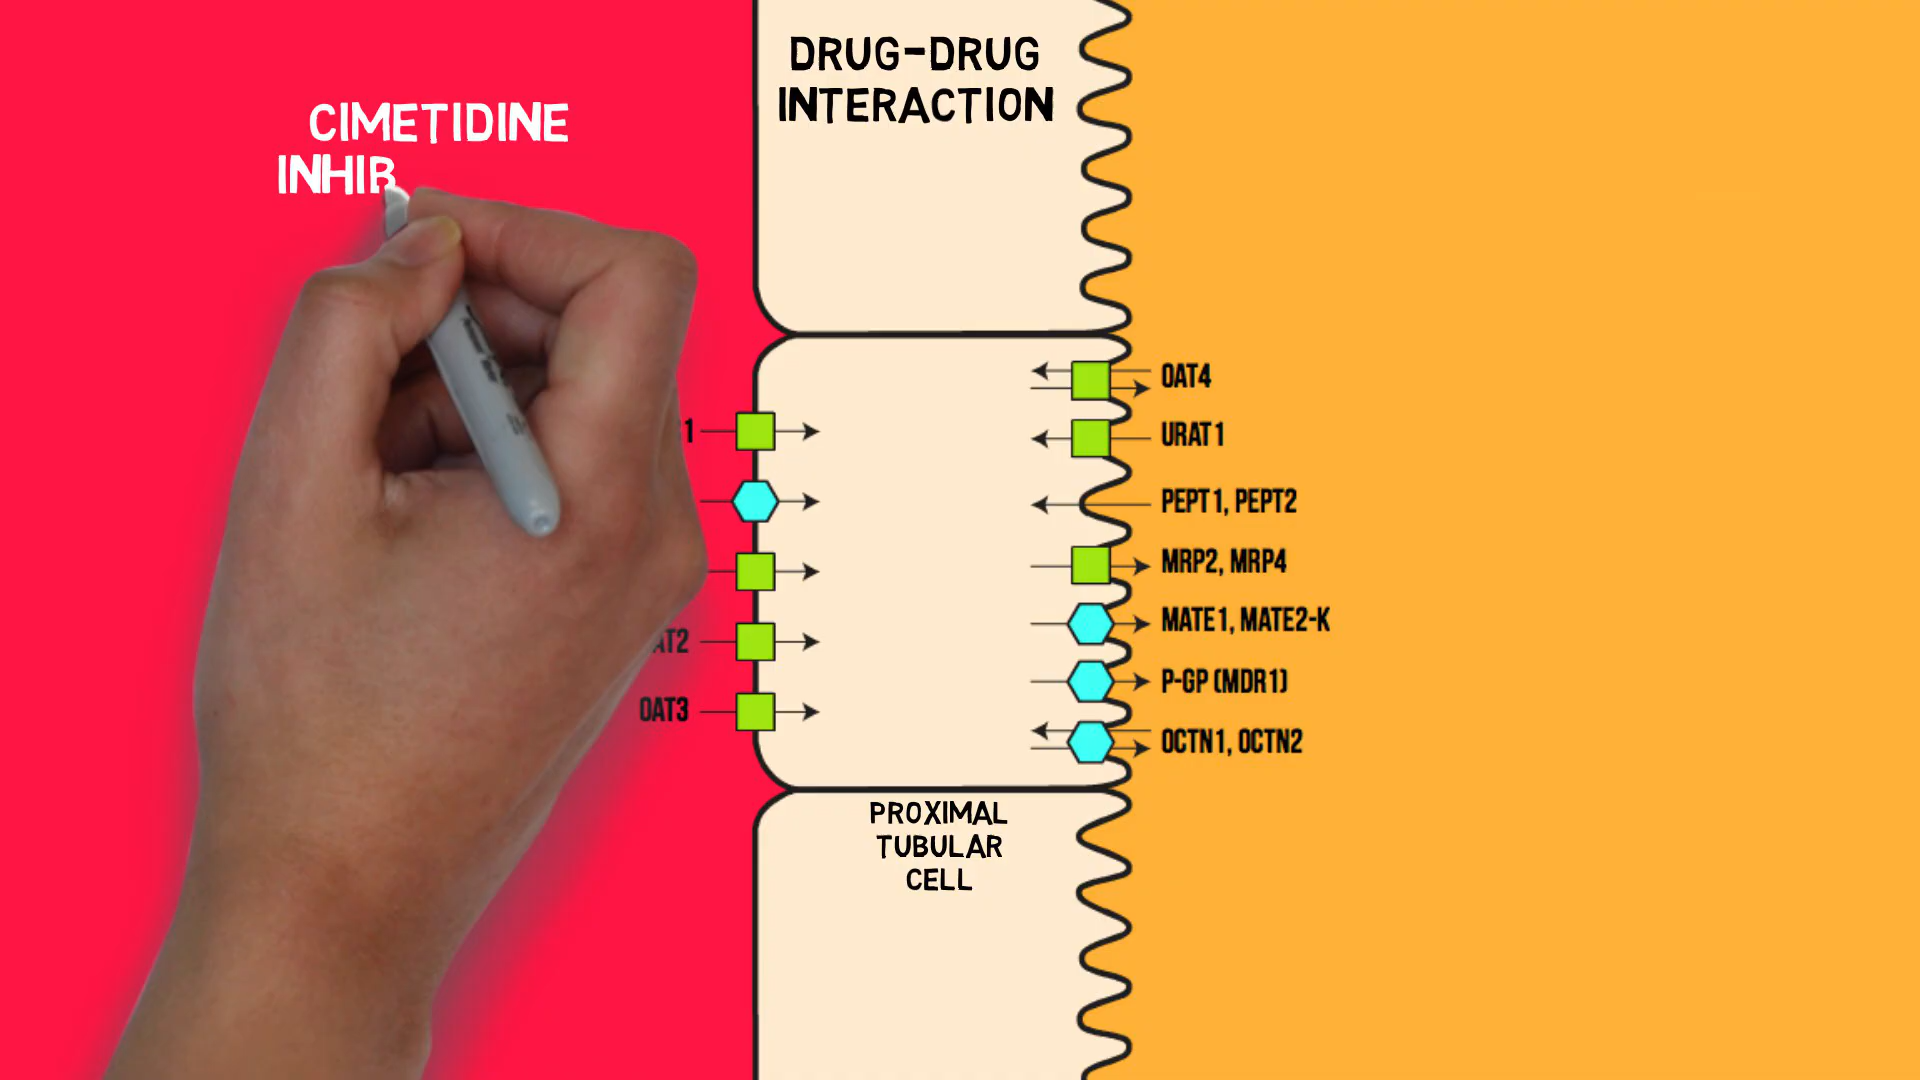 DRUG-DRUG
INTERACTION
CIMETIDINE
INHIB
OAT3
OAT4
URAT1
PEPT1, PEPT2
MRP2, MRP4
MATE1, MATE2-K
P-GP (MDR1)
OCTN1, OCTN2
PROXIMAL
TUBULAR
CELL